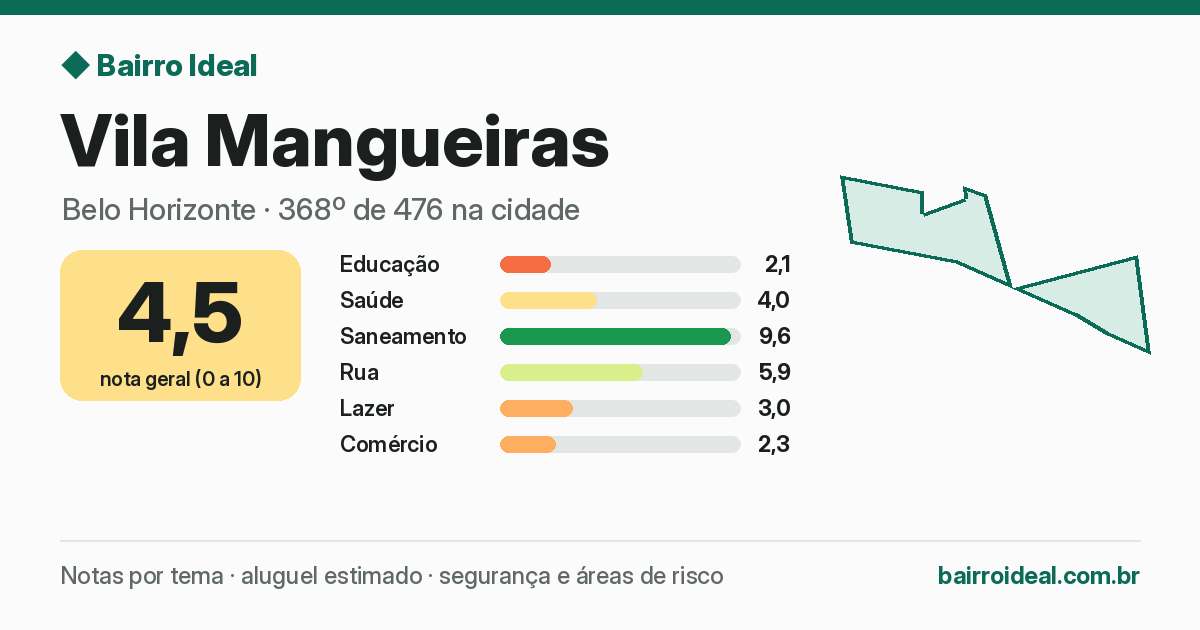 Bairro Ideal
Vila Mangueiras
Belo Horizonte · 368º de 476 na cidade
4,5
nota geral (0 a 10)
Educação 2,1
Saúde 4,0
Saneamento 9,6
Rua 5,9
Lazer 3,0
Comércio 2,3
Notas por tema · aluguel estimado · segurança e áreas de risco
bairroideal.com.br